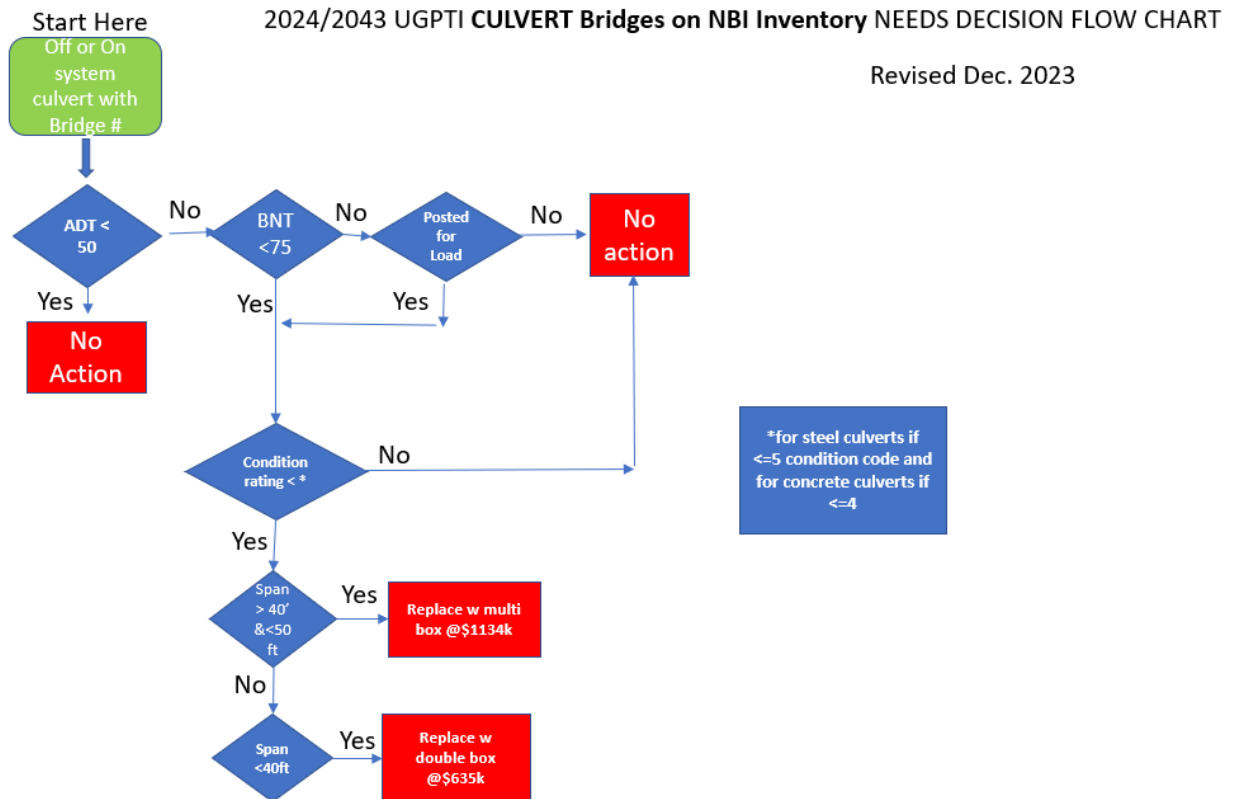 Start Here
2024/2043 UGPTI CULVERT Bridges on NBI Inventory NEEDS DECISION FLOW CHART
Revised Dec. 2023
Off or On
system
culvert with
Bridge #
ADT <
50
No
BNT
<75
No
Posted
for
Load
No
No
action
Yes
Yes
Yes
No
Action
Condition
rating < *
No
*for steel culverts if
<=5 condition code and
for concrete culverts if
<=4
Yes
Span
> 40’
&<50
ft
Yes
Replace w multi
box @$1134k
No
Span
<40ft
Yes
Replace w
double box
@$635k